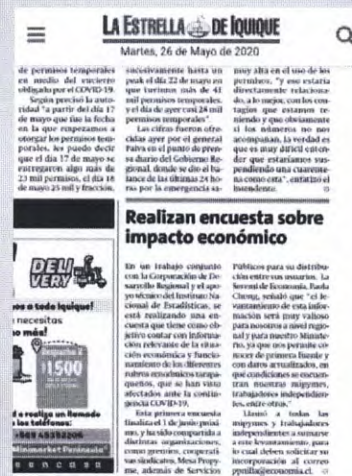 LA ESTRELLA DE IQUIQUE
Martes, 26 de Mayo de 2020
de permisos temporales
en medio del encierro
obligado por el COVID-19.
Según precisó la auto-
ridad "a partir del día 17
de mayo que fue la fecha
en la que empezamos a
otorgar los permisos tem-
porales, les puedo decir
que el día 17 de mayo se
entregaron algo más de
23 mil permisos, el día 18
de mayo 25 mil y fracción,
sucesivamente hasta un
peak el día 22 de mayo en
que tuvimos más de 41
mil permisos temporales,
y el día de ayer casi 24 mil
permisos temporales".
Las cifras fueron ofre-
cidas ayer por el general
Paiva en el punto de pren-
sa diario del Gobierno Re-
gional, donde se dio el ba-
lance de las últimas 24 ho-
ras por la emergencia sa-
muy alta en el uso de los
permisos, "y eso estaría
directamente relaciona-
do, a lo mejor, con los con-
tagios que estamos te-
niendo y que obviamente
si los números no nos
acompañan, la verdad es
que es muy difícil enten-
der que estaríamos sus-
pendiendo una cuarente-
na como esta", enfatizó el
Intendente.
Realizan encuesta sobre
impacto económico
En un trabajo conjunto
con la Corporación de De-
sarrollo Regional y el apo-
yo técnico del Instituto Na-
cional de Estadísticas, se
está realizando una en-
cuesta que tiene como ob-
jetivo contar con informa-
ción relevante de la situa-
ción económica y funcio-
namiento de los diferentes
rubros económicos tarapa-
queños, que se han visto
afectados ante la contin-
gencia COVID-19.
Esta primera encuesta
finaliza el 1 de junio próxi-
mo, y ha sido compartida a
distintas organizaciones,
como gremios, cooperati-
vas sindicatos, Mesa Propy-
me, además de Servicios
Públicos para su distribu-
ción entre sus usuarios. La
Seremi de Economía, Paola
Chong, señaló que "el le-
vantamiento de esta infor-
mación será muy valioso
para nosotros a nivel regio-
nal y para nuestro Ministe-
rio, ya que nos permite co-
nocer de primera fuente y
con datos actualizados, en
qué condiciones se encuen-
tran nuestras mipymes,
trabajadores independien-
tes, entre otros."
Llamó a todas las
mipymes y trabajadores
independientes a sumarse
a este levantamiento, para
lo cual deben solicitar su
incorporación al correo
DELI
VERY
os a todo Iquique!
necesitas
no más!
$1500
d o realiza un llamado
los teléfonos:
Minimarket Península